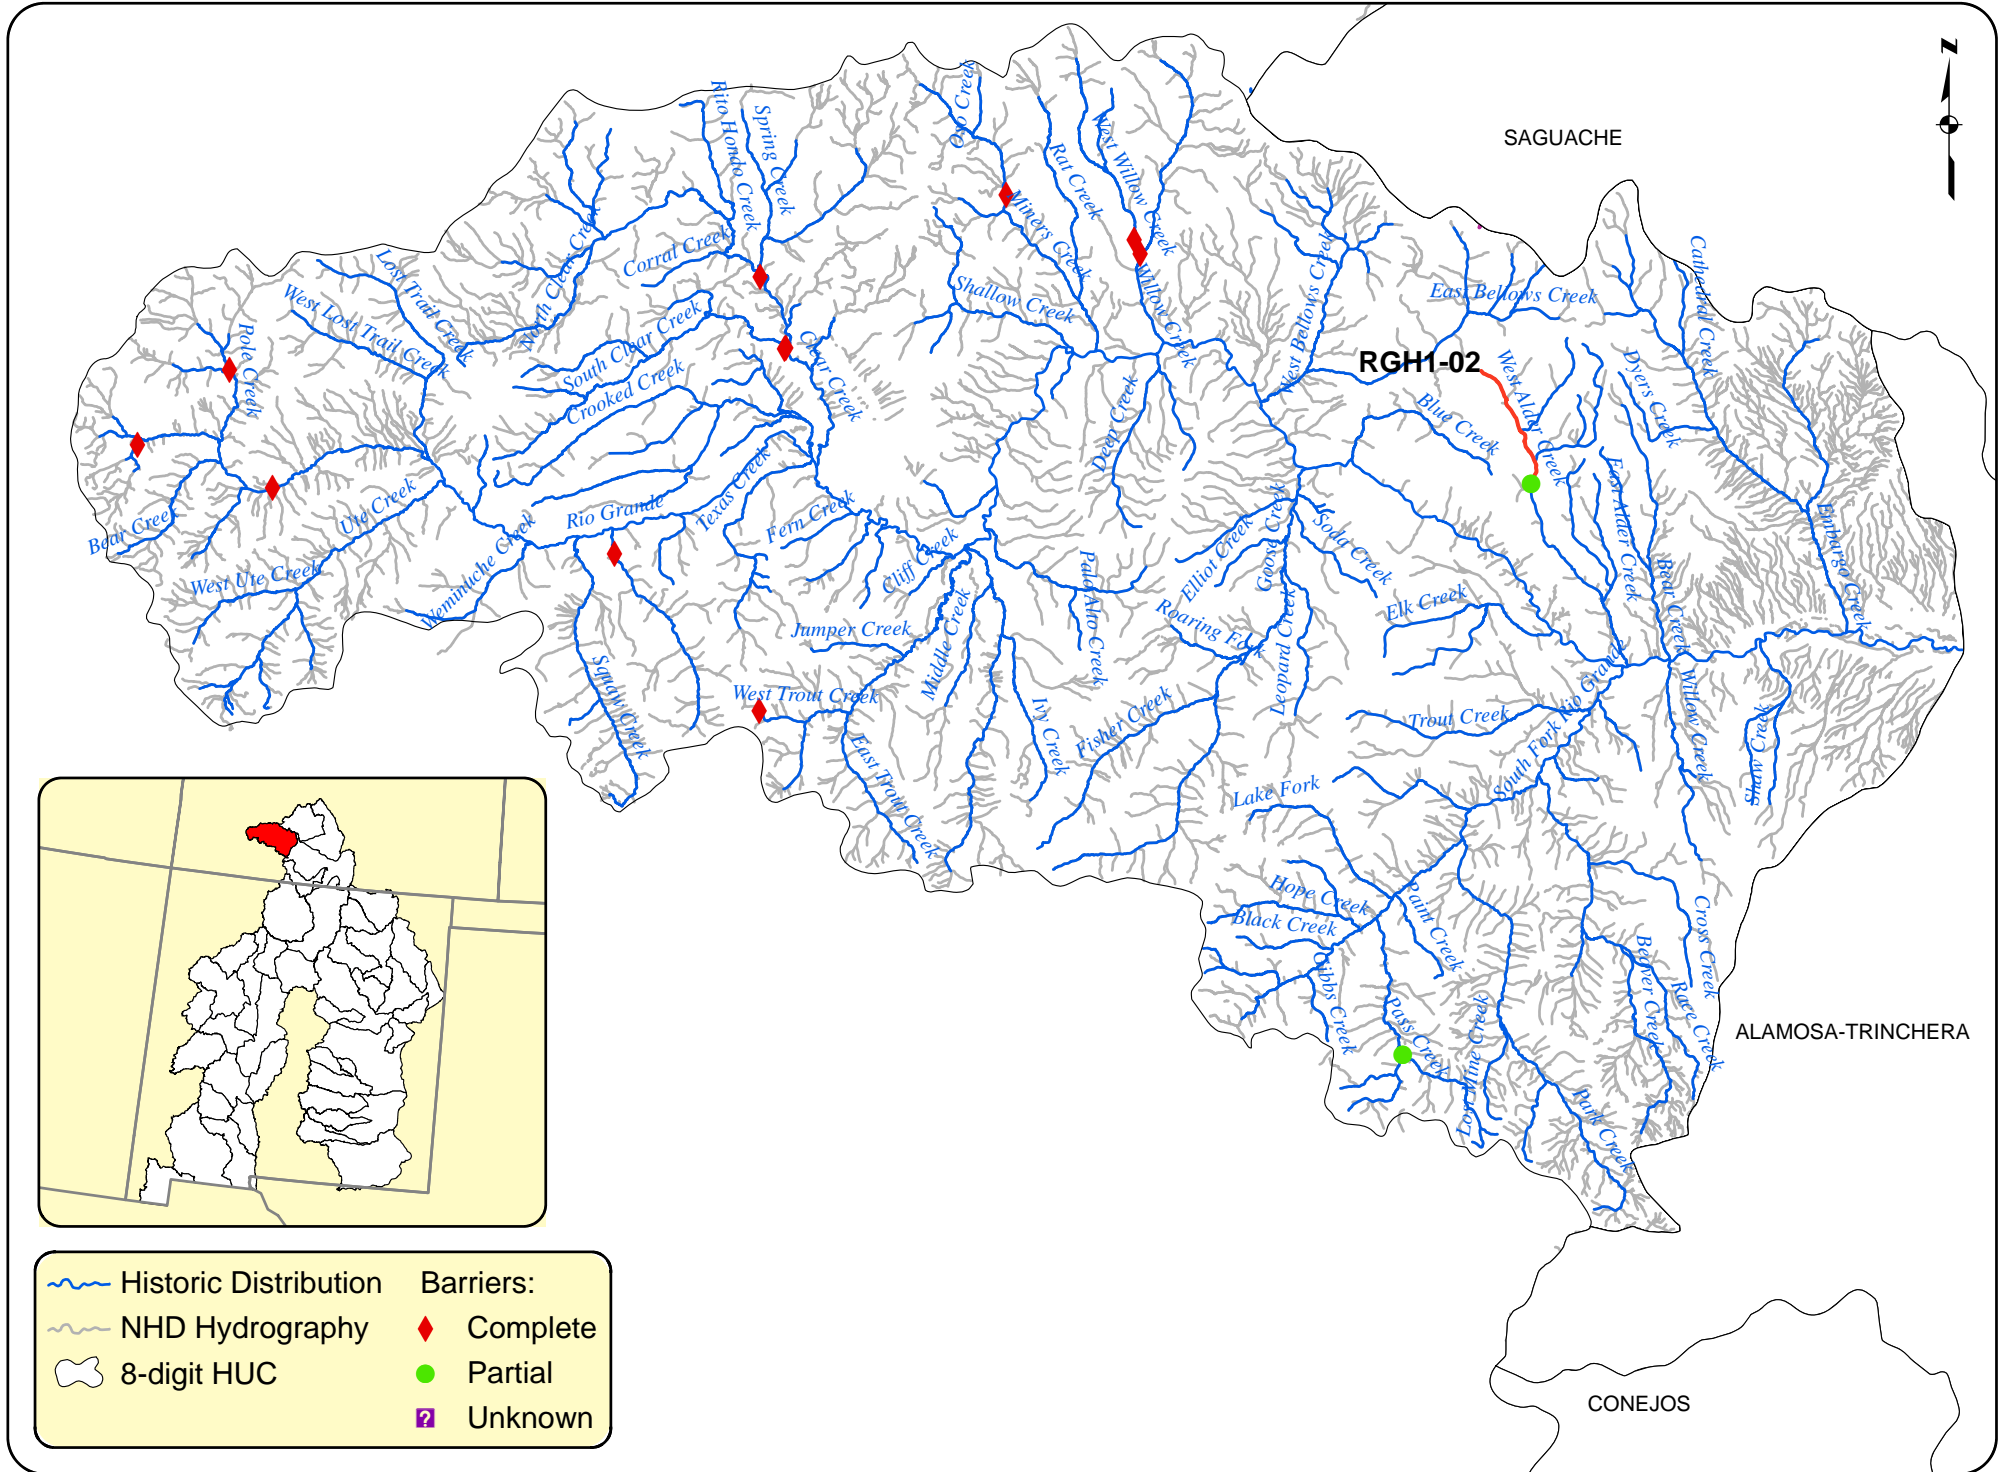 N
SAGUACHE
Oso Creek
Rito Hondo Creek
Spring Creek
West Willow Creek
Rat Creek
Miners Creek
Willow Creek
Corral Creek
North Clear Creek
Lost Trail Creek
West Lost Trail Creek
Pole Creek
South Clear Creek
Crooked Creek
Clear Creek
Shallow Creek
West Bellows Creek
East Bellows Creek
Cathedral Creek
RGH1-02
West Alder Creek
Dyers Creek
Blue Creek
Deep Creek
East Alder Creek
Bear Creek
Embargo Creek
Texas Creek
Rio Grande
Fern Creek
Ute Creek
Bear Creek
West Ute Creek
Weminuche Creek
Cliff Creek
Goose Creek
Soda Creek
Elliot Creek
Palo Alto Creek
Roaring Fork
Elk Creek
Jumper Creek
Middle Creek
Leopard Creek
Squaw Creek
West Trout Creek
Ivy Creek
Fisher Creek
Trout Creek
South Fork Rio Grande
Willow Creek
Shaw Creek
East Trout Creek
Lake Fork
Hope Creek
Black Creek
Paint Creek
Cross Creek
Gibbs Creek
Beaver Creek
Race Creek
Pass Creek
Lost Mine Creek
Park Creek
ALAMOSA-TRINCHERA
CONEJOS
Historic Distribution
NHD Hydrography
8-digit HUC
Barriers:
Complete
Partial
?
Unknown